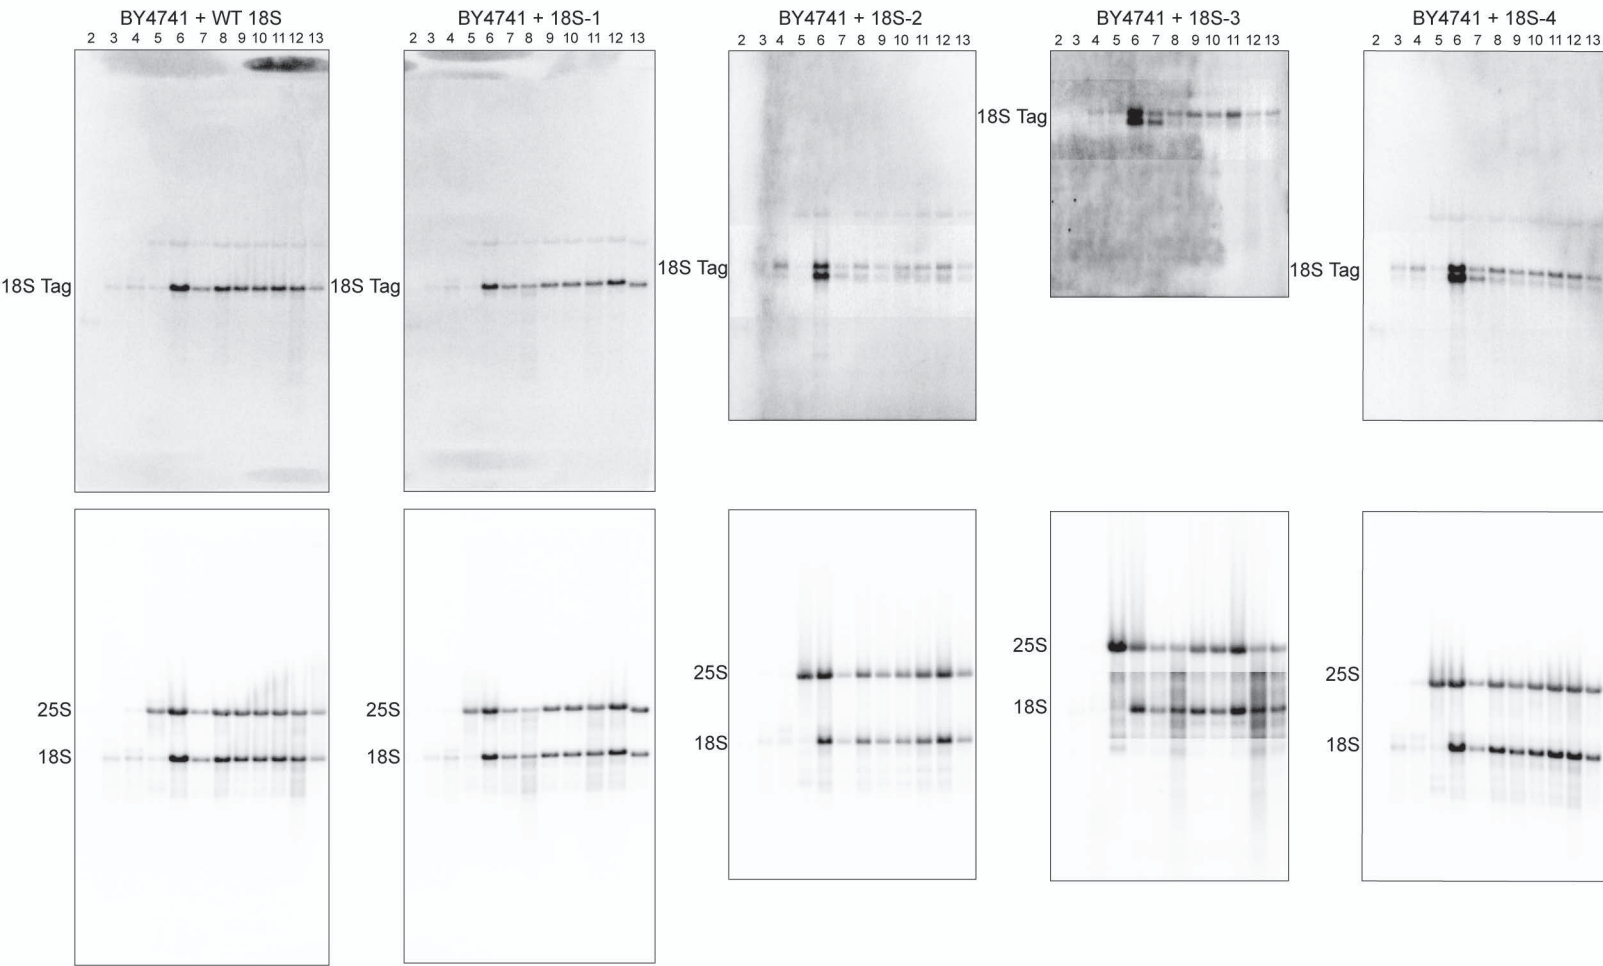 BY4741 + WT 18S
BY4741 + 18S-1
BY4741 + 18S-2
BY4741 + 18S-3
BY4741 + 18S-4
2 3 4 5 6 7 8 9 10 11 12 13
2 3 4 5 6 7 8 9 10 11 12 13
2 3 4 5 6 7 8 9 10 11 12 13
2 3 4 5 6 7 8 9 10 11 12 13
2 3 4 5 6 7 8 9 10 11 12 13
18S Tag
18S Tag
18S Tag
18S Tag
18S Tag
25S
25S
25S
25S
25S
18S
18S
18S
18S
18S